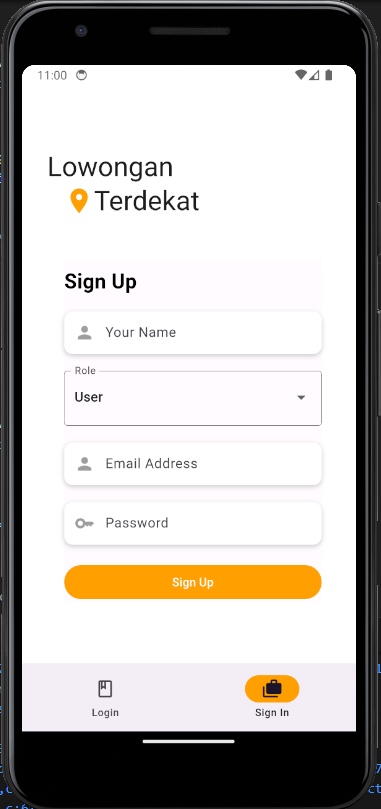 11:00
Lowongan
Terdekat
Sign Up
Your Name
Role
User
Email Address
Password
Sign Up
Login
Sign In